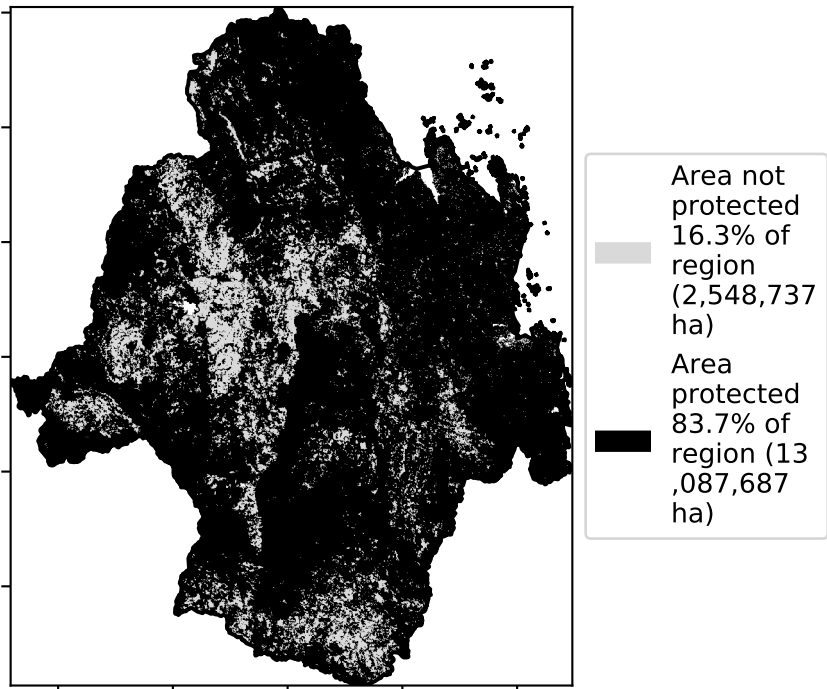 Area not
protected
16.3% of
region
(2,548,737
ha)
Area
protected
83.7% of
region (13
,087,687
ha)